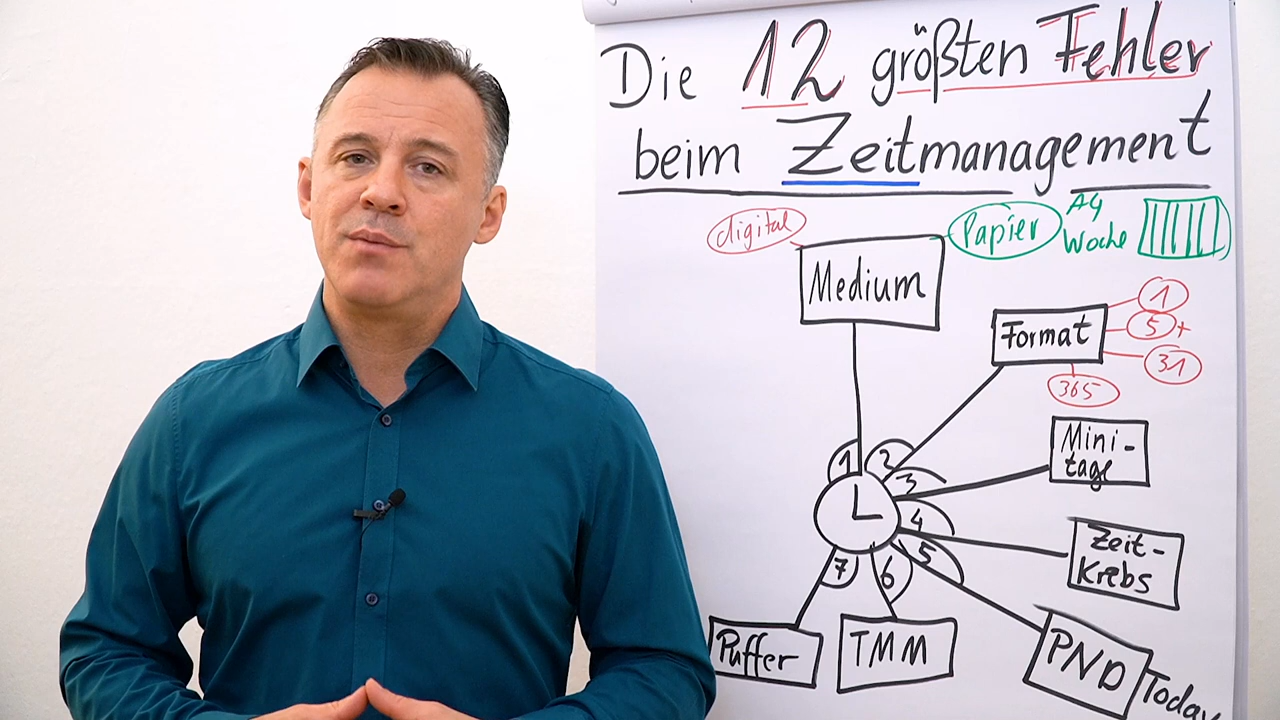 Die 12 größten Fehler
beim Zeitmanagement
digital
Papier
A4
Woche
Medium
Format
1
5+
31
365
Mini-
tage
Zeit-
Krebs
PND
Today
TMM
Puffer
1
2
3
4
5
6
7